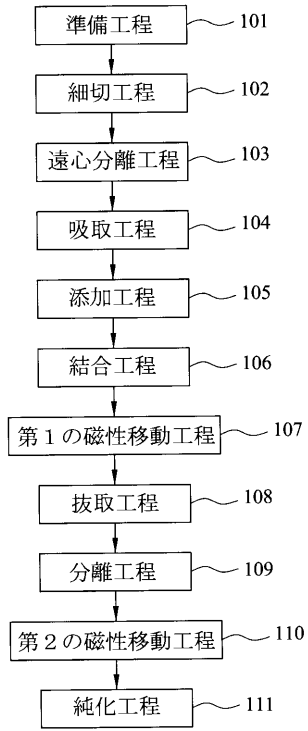 準備工程 101
細切工程 102
遠心分離工程 103
吸取工程 104
添加工程 105
結合工程 106
第1の磁性移動工程 107
抜取工程 108
分離工程 109
第2の磁性移動工程 110
純化工程 111